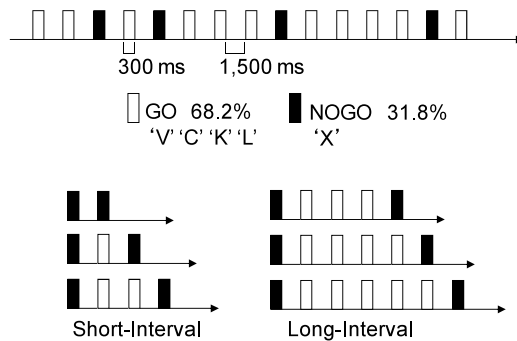 300 ms 1,500 ms
GO 68.2% NOGO 31.8%
‘V’ ‘C’ ‘K’ ‘L’ ‘X’
Short-Interval Long-Interval